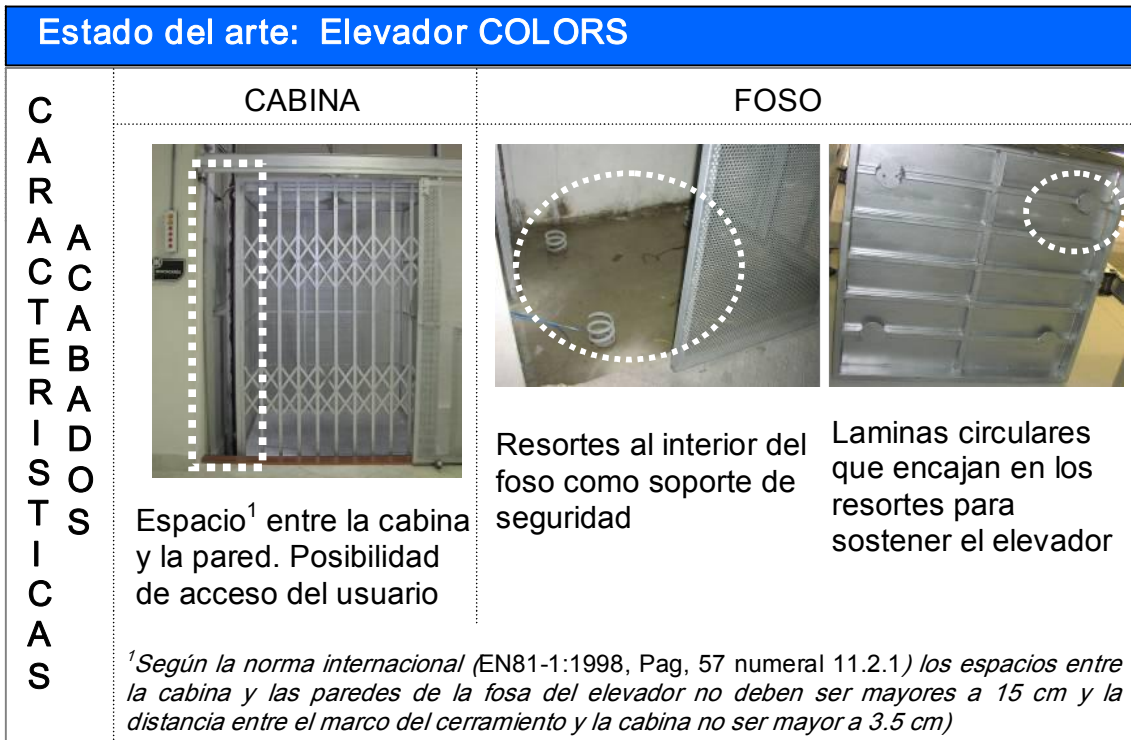 Estado del arte: Elevador COLORS
CARACTERISTICAS
ACABADOS
CABINA
FOSO
Espacio¹ entre la cabina
y la pared. Posibilidad
de acceso del usuario
Resortes al interior del
foso como soporte de
seguridad
Laminas circulares
que encajan en los
resortes para
sostener el elevador
¹Según la norma internacional (EN81-1:1998, Pag, 57 numeral 11.2.1) los espacios entre
la cabina y las paredes de la fosa del elevador no deben ser mayores a 15 cm y la
distancia entre el marco del cerramiento y la cabina no ser mayor a 3.5 cm)